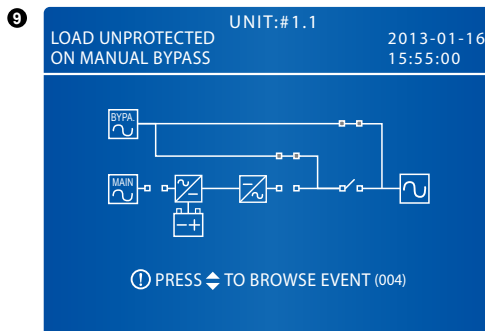 9
UNIT:#1.1
LOAD UNPROTECTED
ON MANUAL BYPASS
2013-01-16
15:55:00
BYPA.
MAIN
PRESS TO BROWSE EVENT (004)